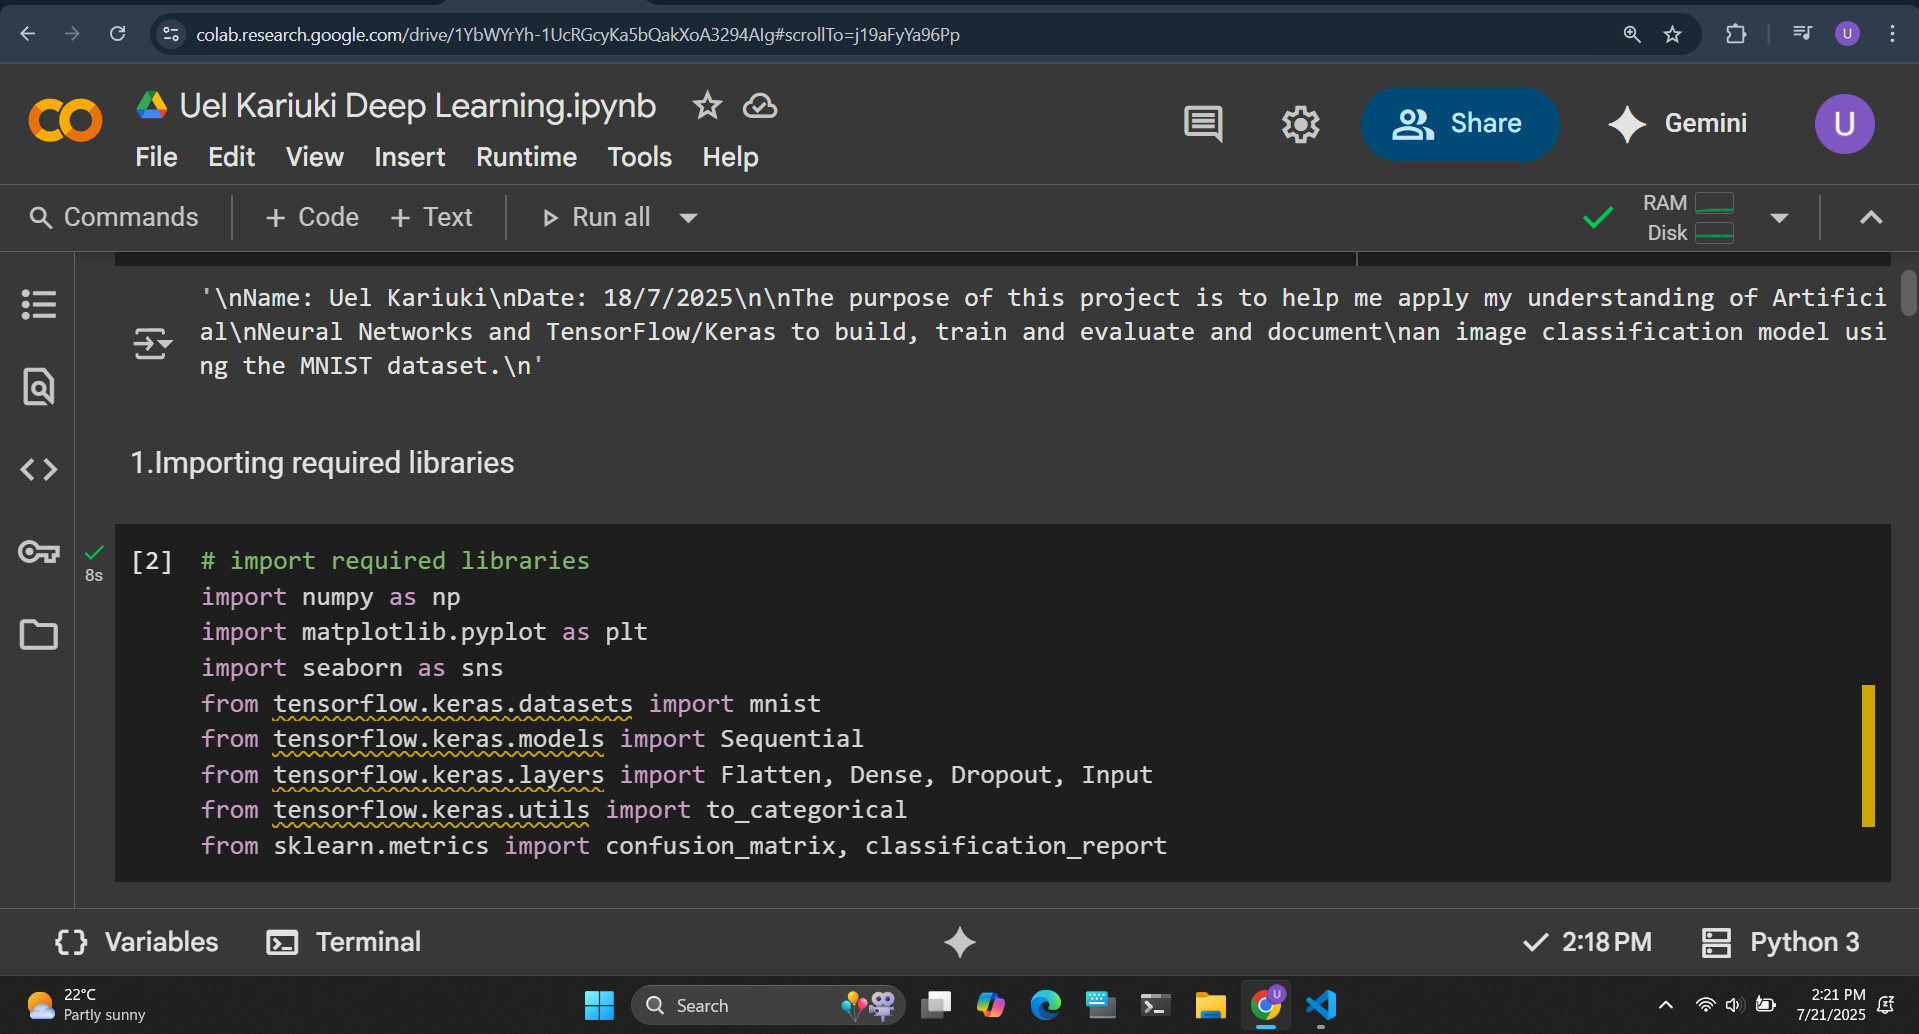 colab.research.google.com/drive/1YbWYrYh-1UcRGcyKa5bQakXoA3294AIg#scrollTo=j19aFyYa96Pp
U
Uel Kariuki Deep Learning.ipynb
File Edit View Insert Runtime Tools Help
Share
Gemini
U
Commands
+ Code + Text
Run all
RAM
Disk
'\nName: Uel Kariuki\nDate: 18/7/2025\n\nThe purpose of this project is to help me apply my understanding of Artifici
al\nNeural Networks and TensorFlow/Keras to build, train and evaluate and document\nan image classification model usi
ng the MNIST dataset.\n'
1.Importing required libraries
8s
[2] # import required libraries
import numpy as np
import matplotlib.pyplot as plt
import seaborn as sns
from tensorflow.keras.datasets import mnist
from tensorflow.keras.models import Sequential
from tensorflow.keras.layers import Flatten, Dense, Dropout, Input
from tensorflow.keras.utils import to_categorical
from sklearn.metrics import confusion_matrix, classification_report
Variables
Terminal
2:18 PM
Python 3
22°C
Partly sunny
Search
U
2:21 PM
7/21/2025